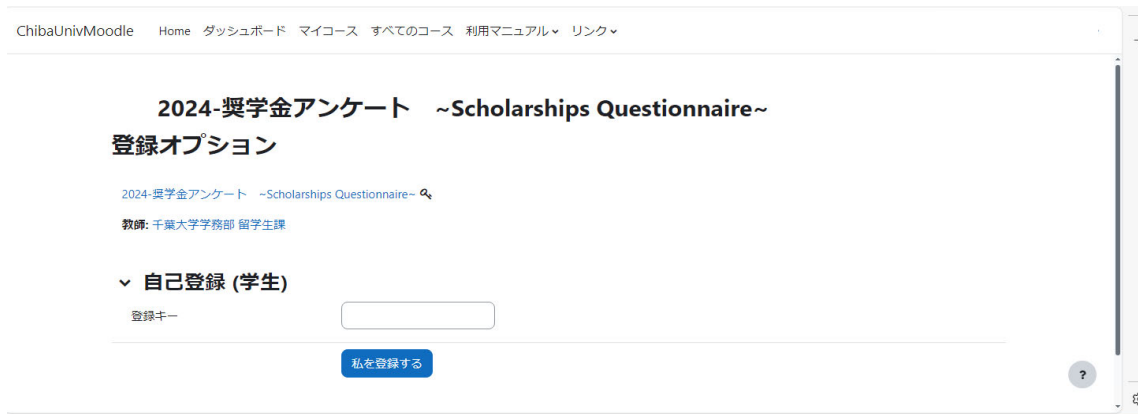 ChibaUnivMoodle Home ダッシュボード マイコース すべてのコース 利用マニュアル リンク
2024-奨学金アンケート ~Scholarships Questionnaire~
登録オプション
2024-奨学金アンケート ~Scholarships Questionnaire~
教師: 千葉大学学務部 留学生課
自己登録 (学生)
登録キー
私を登録する
?